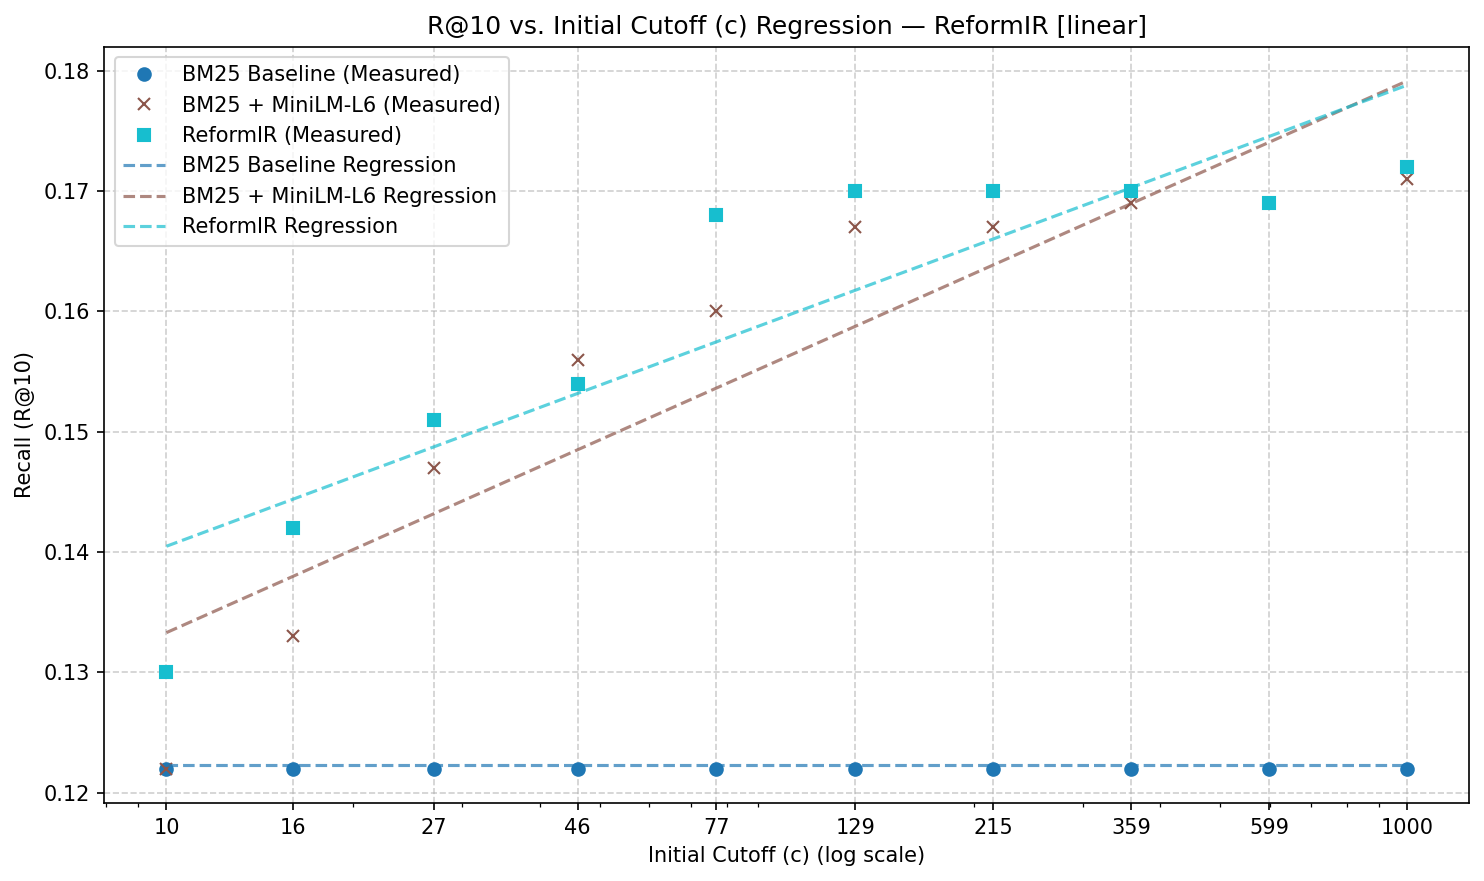 R@10 vs. Initial Cutoff (c) Regression — ReformIR [linear]
BM25 Baseline (Measured)
BM25 + MiniLM-L6 (Measured)
ReformIR (Measured)
BM25 Baseline Regression
BM25 + MiniLM-L6 Regression
ReformIR Regression
Recall (R@10)
0.18
0.17
0.16
0.15
0.14
0.13
0.12
10 16 27 46 77 129 215 359 599 1000
Initial Cutoff (c) (log scale)